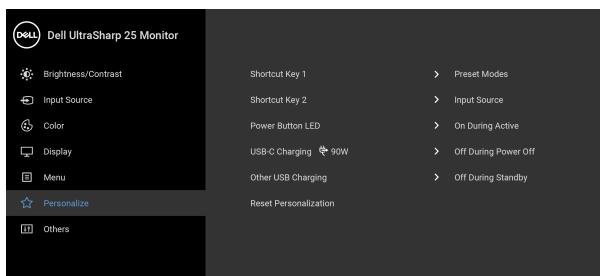 DELL
Dell UltraSharp 25 Monitor
Brightness/Contrast
Input Source
Color
Display
Menu
Personalize
Others
Shortcut Key 1 > Preset Modes
Shortcut Key 2 > Input Source
Power Button LED > On During Active
USB-C Charging 90W > Off During Power Off
Other USB Charging > Off During Standby
Reset Personalization